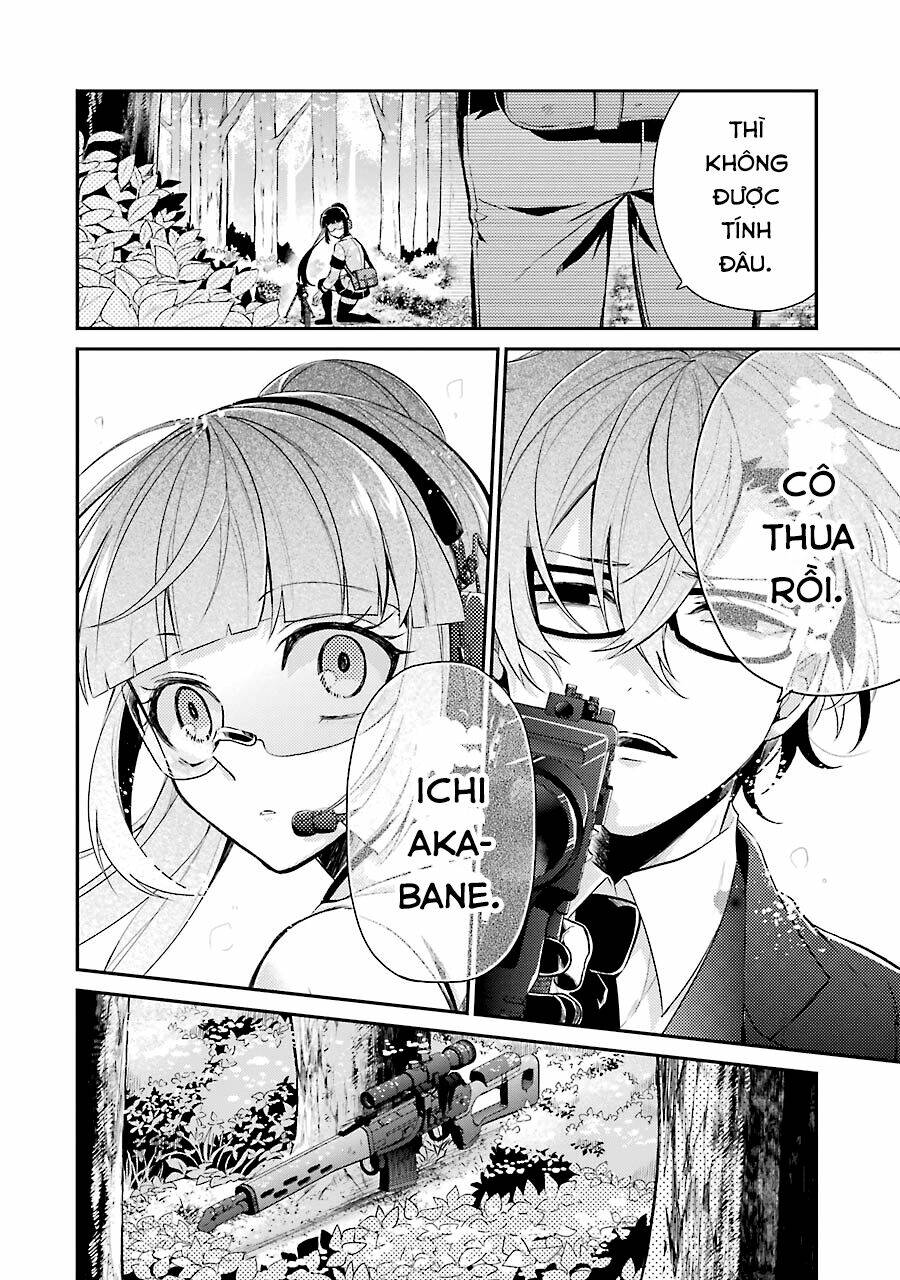 THÌ
KHÔNG
ĐƯỢC
TÍNH
ĐÂU.
CÔ
THUA
RỒI.
ICHI
AKA-
BANE.